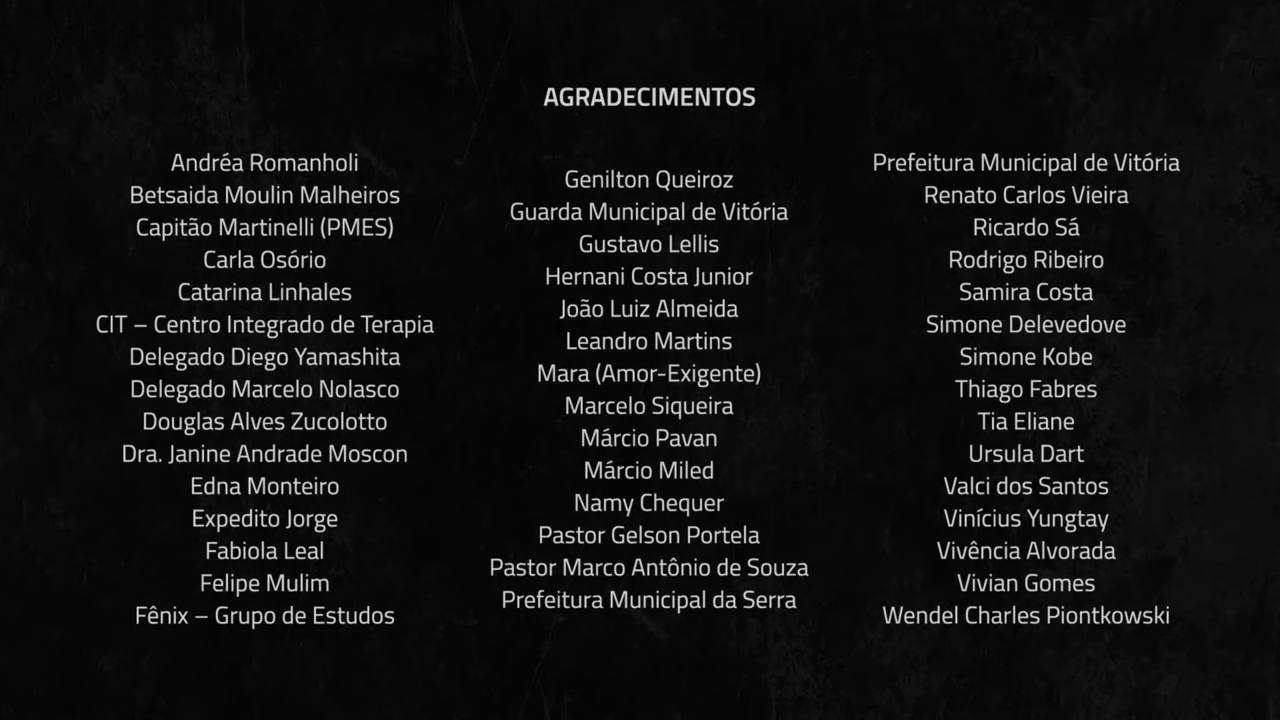 AGRADECIMENTOS
Andréa Romanholi
Betsaida Moulin Malheiros
Capitão Martinelli (PMES)
Carla Osório
Catarina Linhales
CIT – Centro Integrado de Terapia
Delegado Diego Yamashita
Delegado Marcelo Nolasco
Douglas Alves Zucolotto
Dra. Janine Andrade Moscon
Edna Monteiro
Expedito Jorge
Fabiola Leal
Felipe Mulim
Fênix – Grupo de Estudos
Genilton Queiroz
Guarda Municipal de Vitória
Gustavo Lellis
Hernani Costa Junior
João Luiz Almeida
Leandro Martins
Mara (Amor-Exigente)
Marcelo Siqueira
Márcio Pavan
Márcio Miled
Namy Chequer
Pastor Gelson Portela
Pastor Marco Antônio de Souza
Prefeitura Municipal da Serra
Prefeitura Municipal de Vitória
Renato Carlos Vieira
Ricardo Sá
Rodrigo Ribeiro
Samira Costa
Simone Delevedove
Simone Kobe
Thiago Fabres
Tia Eliane
Ursula Dart
Valci dos Santos
Vinícius Yungtay
Vivência Alvorada
Vivian Gomes
Wendel Charles Piontkowski